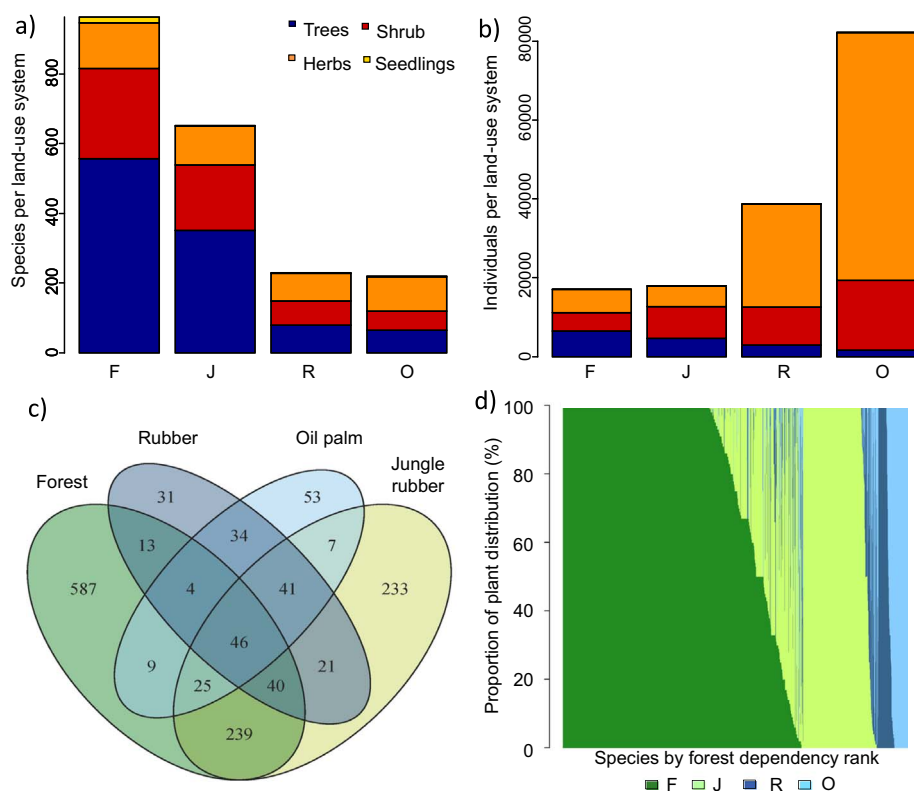 a)
Trees
Shrub
Herbs
Seedlings
Species per land-use system
0
200
400
600
800
F
J
R
O
b)
Individuals per land-use system
0
20000
40000
60000
80000
F
J
R
O
c)
Rubber
Oil palm
Forest
Jungle
rubber
31
53
13
34
7
587
4
41
233
46
9
25
40
21
239
d)
Proportion of plant distribution (%)
100
80
60
40
20
0
Species by forest dependency rank
F
J
R
O